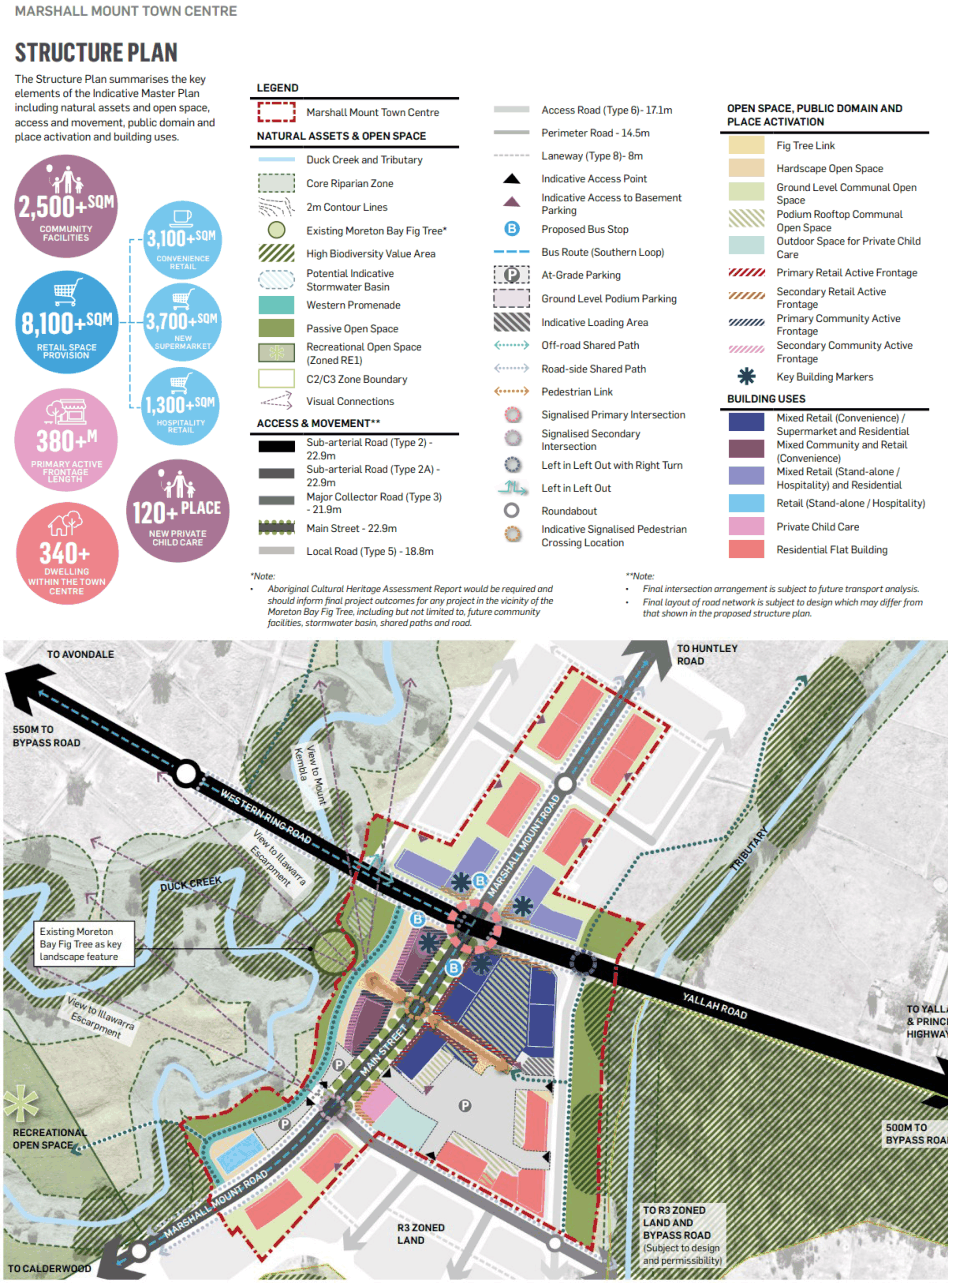 MARSHALL MOUNT TOWN CENTRE
STRUCTURE PLAN
The Structure Plan summarises the key
elements of the Indicative Master Plan
including natural assets and open space,
access and movement, public domain and
place activation and building uses.
2,500+SQM
COMMUNITY
FACILITIES
3,100+SQM
CONVENIENCE
RETAIL
8,100+SQM
RETAIL SPACE
PROVISION
3,700+SQM
NEW
SUPERMARKET
1,300+SQM
HOSPITALITY
RETAIL
380+M
PRIMARY ACTIVE
FRONTAGE
LENGTH
120+ PLACE
NEW PRIVATE
CHILD CARE
340+
DWELLING
WITHIN THE TOWN
CENTRE
LEGEND
Marshall Mount Town Centre
NATURAL ASSETS & OPEN SPACE
Duck Creek and Tributary
Core Riparian Zone
2m Contour Lines
Existing Moreton Bay Fig Tree*
High Biodiversity Value Area
Potential Indicative
Stormwater Basin
Western Promenade
Passive Open Space
Recreational Open Space
(Zoned RE1)
C2/C3 Zone Boundary
Visual Connections
ACCESS & MOVEMENT**
Sub-arterial Road (Type 2) -
22.9m
Sub-arterial Road (Type 2A) -
22.9m
Major Collector Road (Type 3)
- 21.9m
Main Street - 22.9m
Local Road (Type 5) - 18.8m
Access Road (Type 6)- 17.1m
Perimeter Road - 14.5m
Laneway (Type 8)- 8m
Indicative Access Point
Indicative Access to Basement
Parking
B
Proposed Bus Stop
Bus Route (Southern Loop)
P
At-Grade Parking
Ground Level Podium Parking
Indicative Loading Area
Off-road Shared Path
Road-side Shared Path
Pedestrian Link
Signalised Primary Intersection
Signalised Secondary
Intersection
Left in Left Out with Right Turn
Left in Left Out
Roundabout
Indicative Signalised Pedestrian
Crossing Location
OPEN SPACE, PUBLIC DOMAIN AND
PLACE ACTIVATION
Fig Tree Link
Hardscape Open Space
Ground Level Communal Open
Space
Podium Rooftop Communal
Open Space
Outdoor Space for Private Child
Care
Primary Retail Active Frontage
Secondary Retail Active
Frontage
Primary Community Active
Frontage
Secondary Community Active
Frontage
Key Building Markers
BUILDING USES
Mixed Retail (Convenience) /
Supermarket and Residential
Mixed Community and Retail
(Convenience)
Mixed Retail (Stand-alone /
Hospitality) and Residential
Retail (Stand-alone / Hospitality)
Private Child Care
Residential Flat Building
*Note:
• Aboriginal Cultural Heritage Assessment Report would be required and
should inform final project outcomes for any project in the vicinity of the
Moreton Bay Fig Tree, including but not limited to, future community
facilities, stormwater basin, shared paths and road.
**Note:
• Final intersection arrangement is subject to future transport analysis.
• Final layout of road network is subject to design which may differ from
that shown in the proposed structure plan.
TO AVONDALE
TO HUNTLEY
ROAD
550M TO
BYPASS ROAD
View to Mount
Kembla
WESTERN RING ROAD
MARSHALL MOUNT ROAD
View to Illawarra
Escarpment
TRIBUTARY
DUCK CREEK
B
B
B
Existing Moreton
Bay Fig Tree as key
landscape feature
View to Illawarra
Escarpment
YALLAH ROAD
TO YALL
& PRINC
HIGHWAY
MAIN STREET
P
P
P
RECREATIONAL
OPEN SPACE
500M TO
BYPASS ROA
MARSHALL MOUNT ROAD
R3 ZONED
LAND
TO R3 ZONED
LAND AND
BYPASS ROAD
(Subject to design
and permissibility)
TO CALDERWOOD